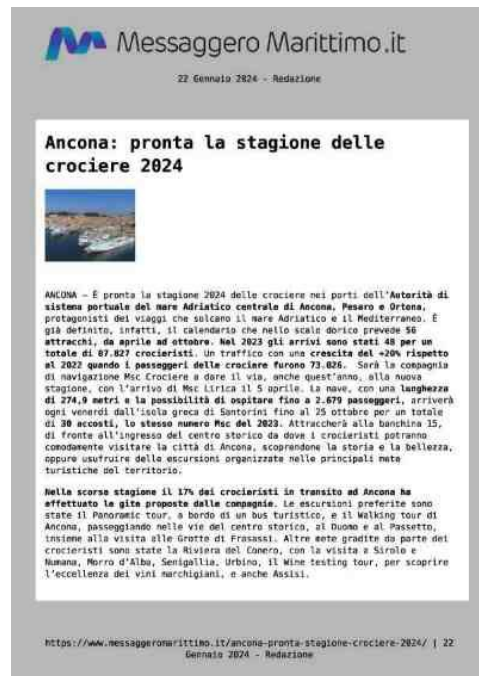 Messaggero Marittimo.it
22 Gennaio 2024 - Redazione
Ancona: pronta la stagione delle
crociere 2024
ANCONA – È pronta la stagione 2024 delle crociere nei porti dell'Autorità di
sistema portuale del mare Adriatico centrale di Ancona, Pesaro e Ortona,
protagonisti dei viaggi che solcano il mare Adriatico e il Mediterraneo. È
già definito, infatti, il calendario che nello scalo dorico prevede 56
attracchi, da aprile ad ottobre. Nel 2023 gli arrivi sono stati 48 per un
totale di 87.827 crocieristi. Un traffico con una crescita del +20% rispetto
al 2022 quando i passeggeri delle crociere furono 73.026. Sarà la compagnia
di navigazione Msc Crociere a dare il via, anche quest'anno, alla nuova
stagione, con l'arrivo di Msc Lirica il 5 aprile. La nave, con una lunghezza
di 274,9 metri e la possibilità di ospitare fino a 2.679 passeggeri, arriverà
ogni venerdì dall'isola greca di Santorini fino al 25 ottobre per un totale
di 30 accosti, lo stesso numero Msc del 2023. Attraccherà alla banchina 15,
di fronte all'ingresso del centro storico da dove i crocieristi potranno
comodamente visitare la città di Ancona, scoprendone la storia e la bellezza,
oppure usufruire delle escursioni organizzate nelle principali mete
turistiche del territorio.
Nella scorsa stagione il 17% dei crocieristi in transito ad Ancona ha
effettuato le gite proposte dalle compagnie. Le escursioni preferite sono
state il Panoramic tour, a bordo di un bus turistico, e il Walking tour di
Ancona, passeggiando nelle vie del centro storico, al Duomo e al Passetto,
insieme alla visita alle Grotte di Frasassi. Altre mete gradite da parte dei
crocieristi sono state la Riviera del Conero, con la visita a Sirolo e
Numana, Morro d'Alba, Senigallia, Urbino, il Wine testing tour, per scoprire
l'eccellenza dei vini marchigiani, e anche Assisi.
https://www.messaggeromarittimo.it/ancona-pronta-stagione-crociere-2024/ | 22
Gennaio 2024 - Redazione